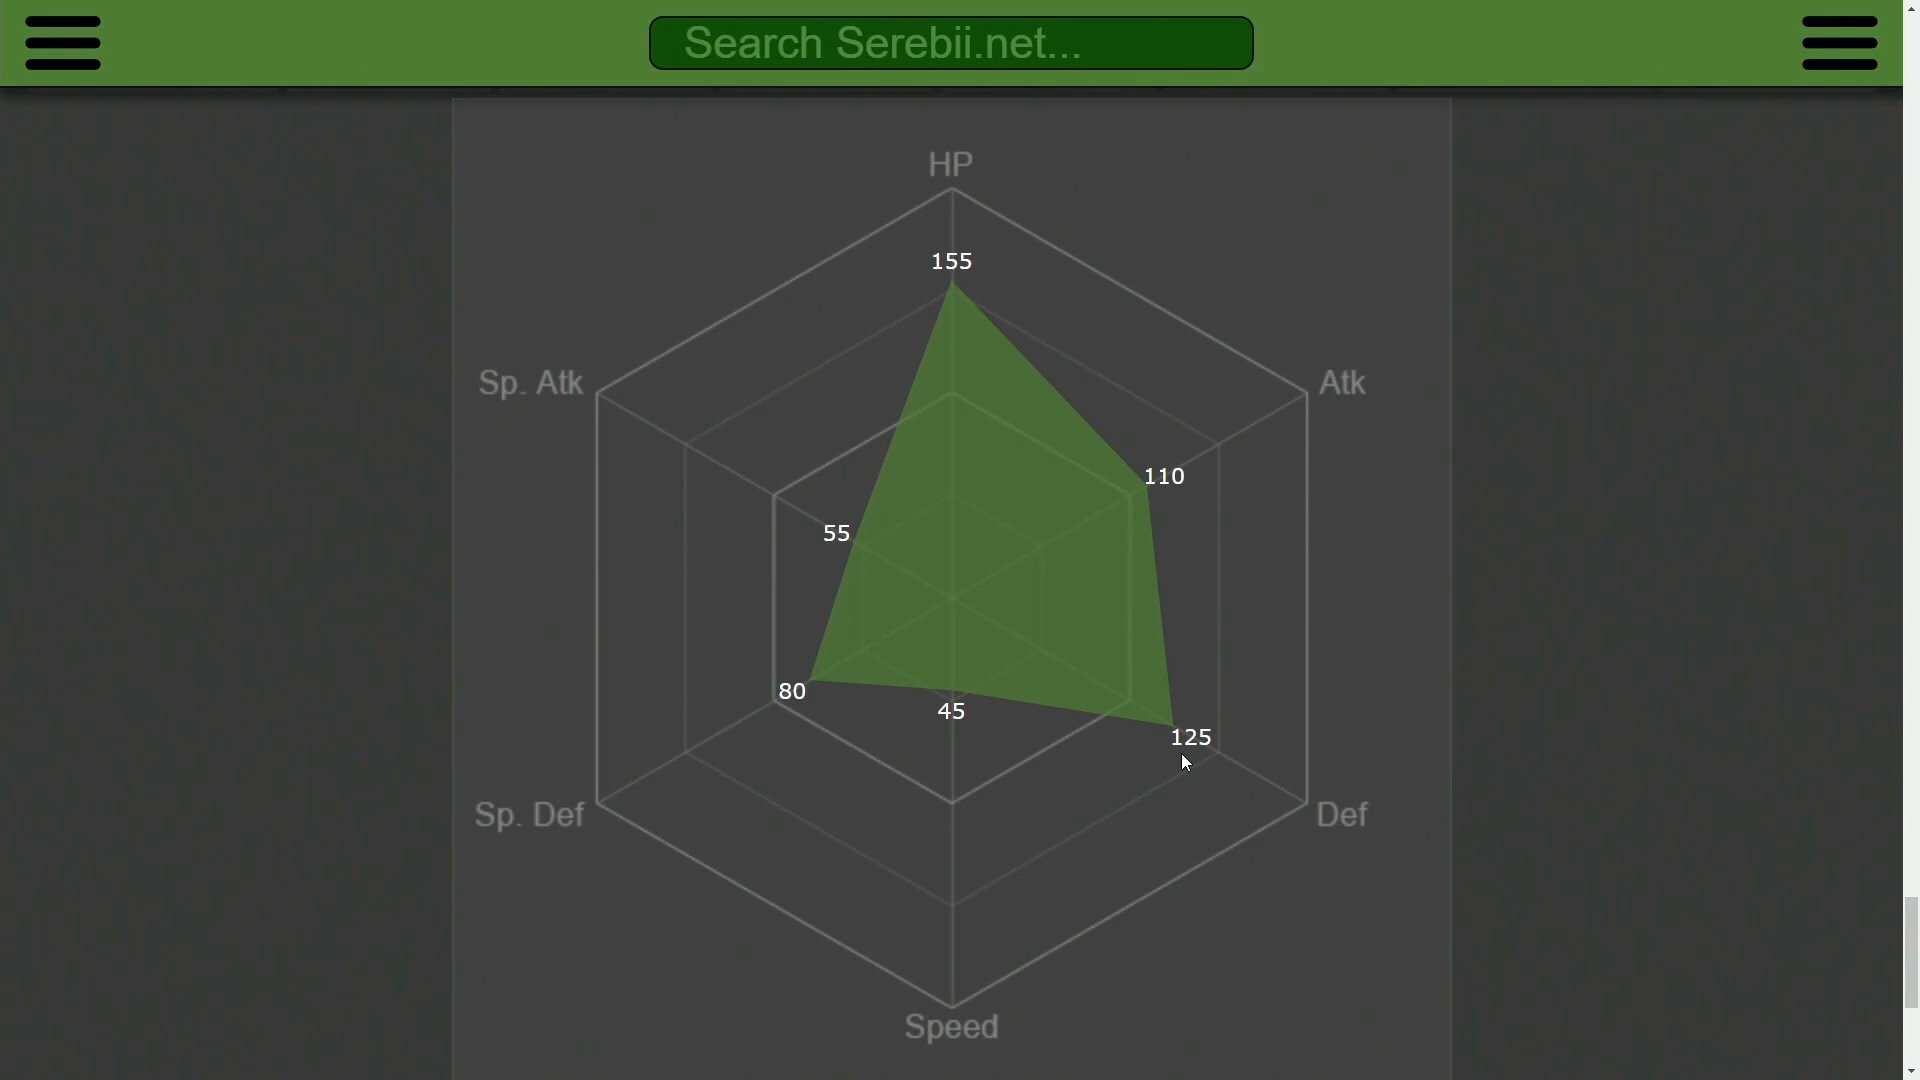 Search Serebii.net...
HP
155
Sp. Atk
Atk
110
55
80
45
125
Sp. Def
Def
Speed